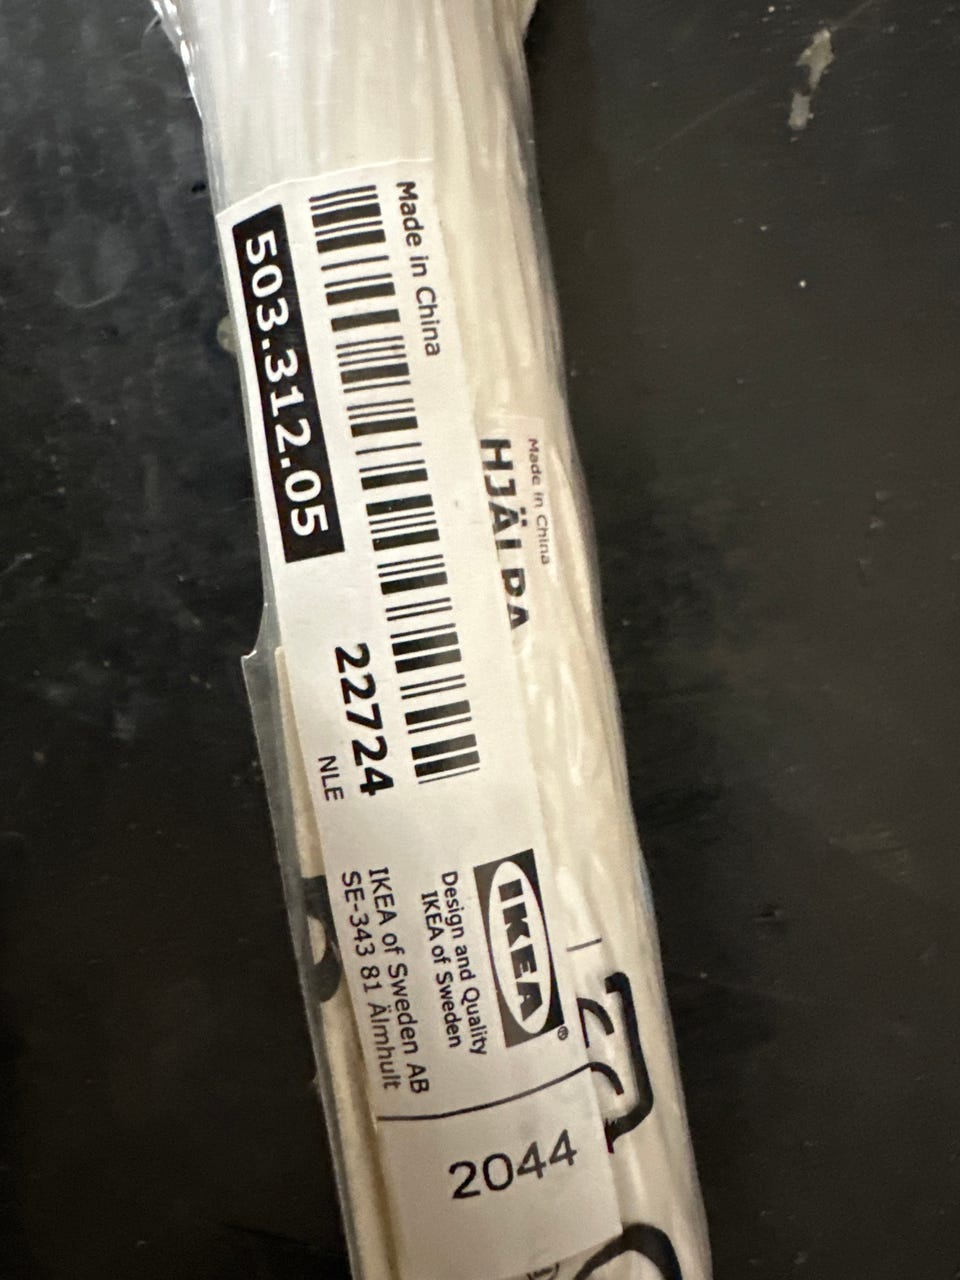 Made in China
503.312.05
Made in China
HJÄLPA
22724
NLE
IKEA®
Design and Quality
IKEA of Sweden
IKEA of Sweden AB
SE-343 81 Älmhult
2044